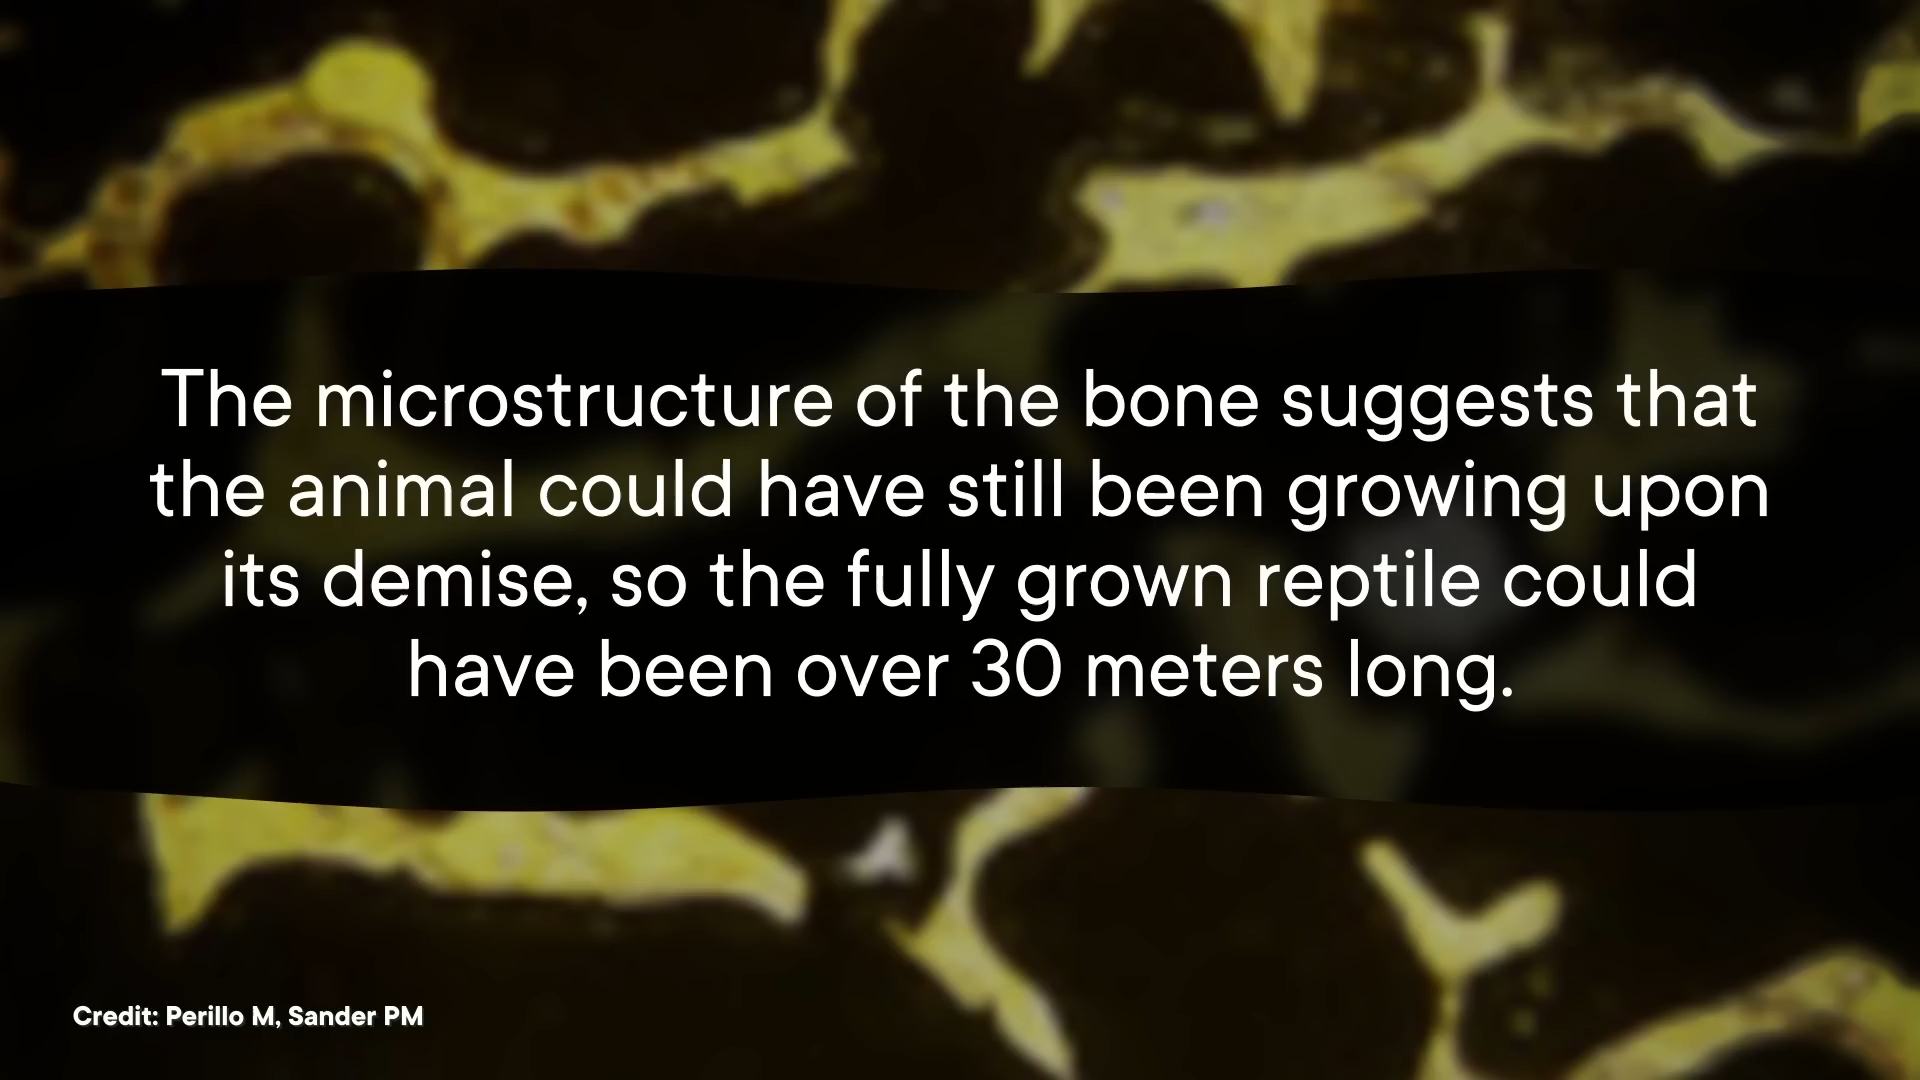 The microstructure of the bone suggests that
the animal could have still been growing upon
its demise, so the fully grown reptile could
have been over 30 meters long.
Credit: Perillo M, Sander PM